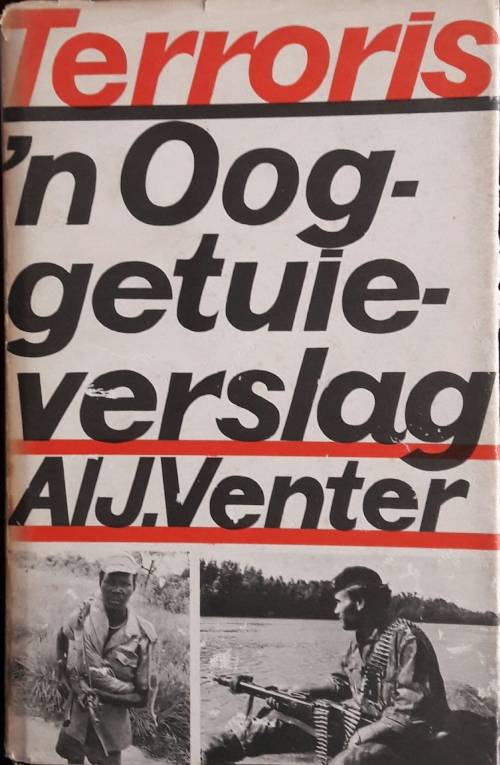 Terroris
'n Oog-
getuie-
verslag
Al J. Venter